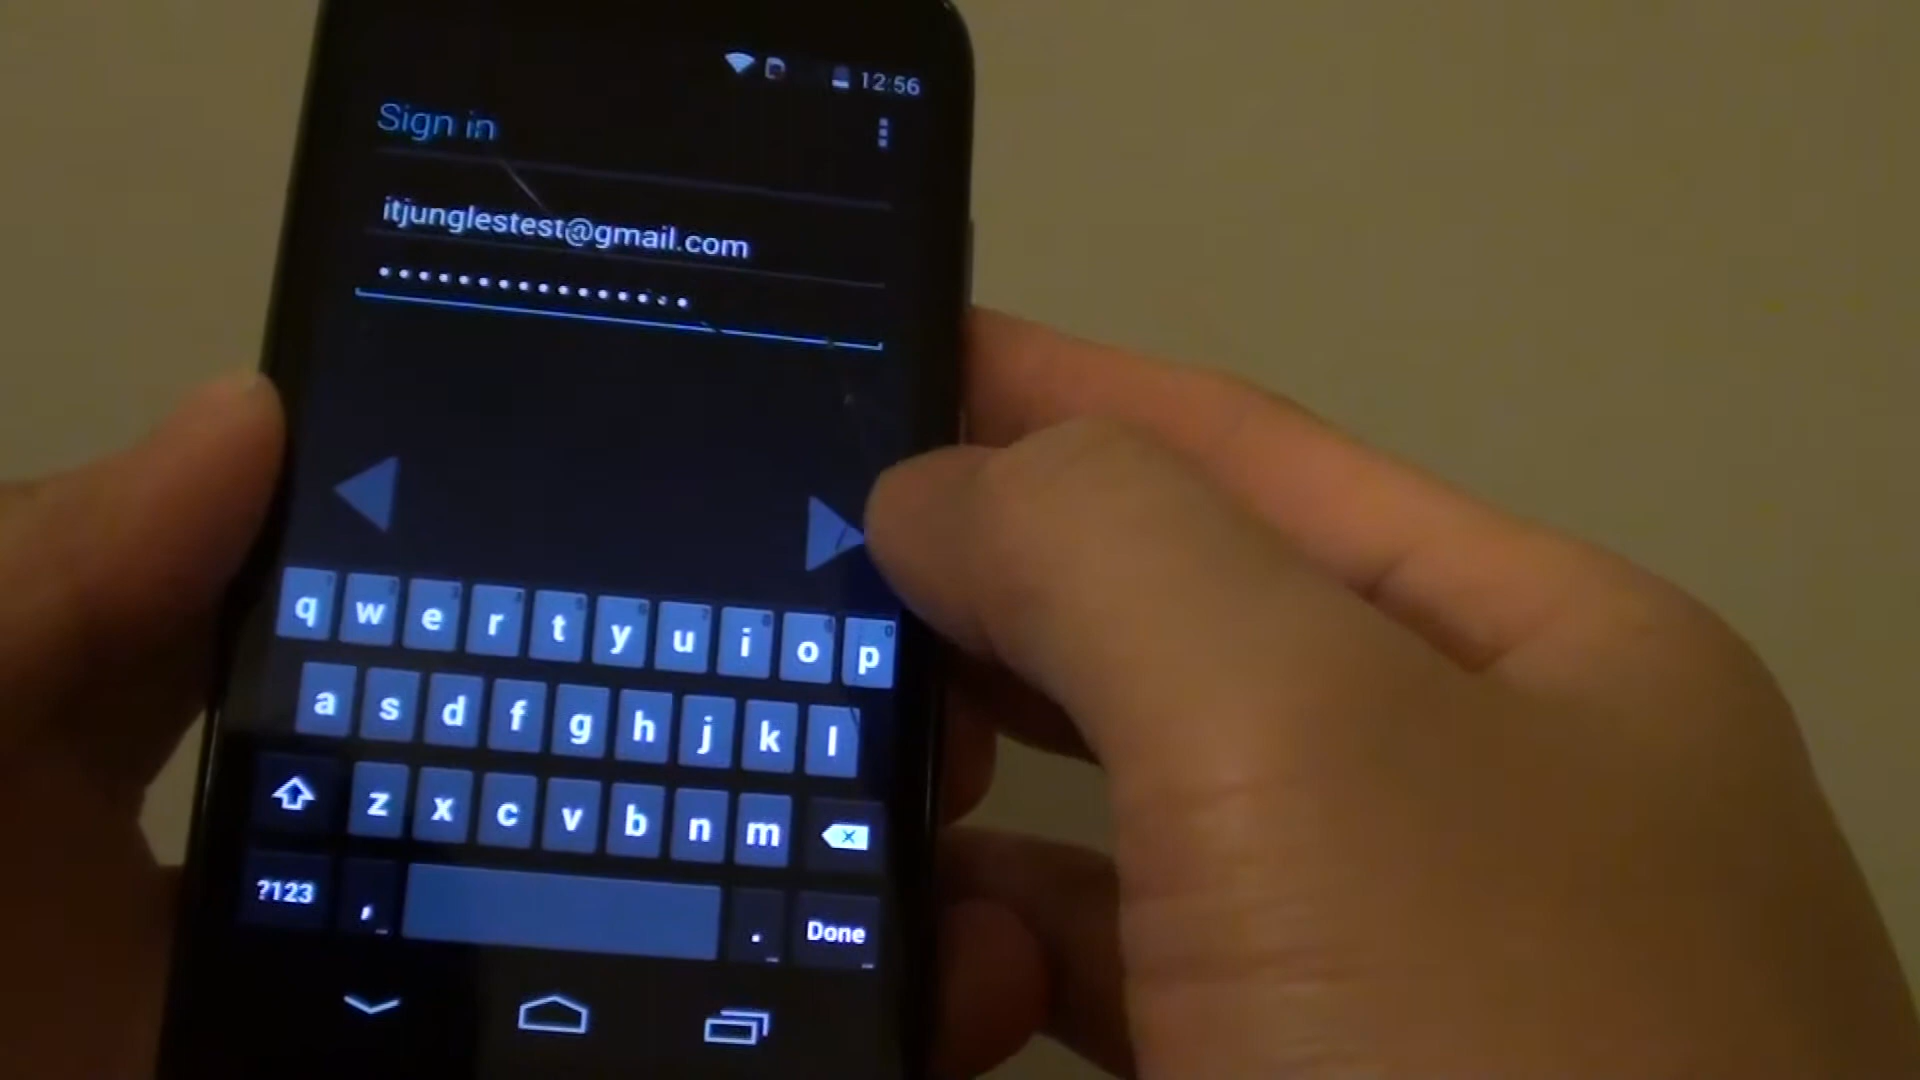 12:56
Sign in
itjunglestest@gmail.com
••••••••••••••••
q w e r t y u i o p
a s d f g h j k l
z x c v b n m
?123 , . Done